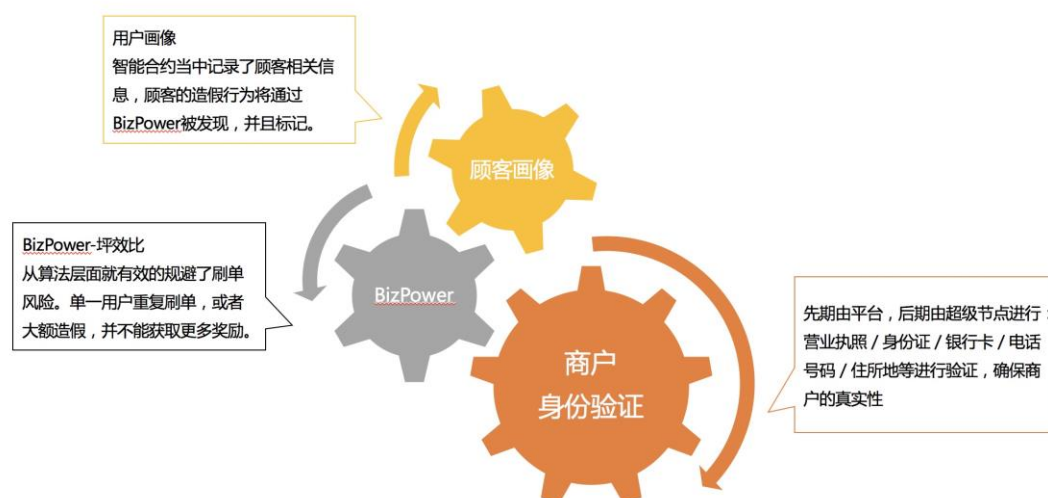 用户画像
智能合约当中记录了顾客相关信
息，顾客的造假行为将通过
BizPower被发现，并且标记。
顾客画像
BizPower-坪效比
从算法层面就有效的规避了刷单
风险。单一用户重复刷单，或者
大额造假，并不能获取更多奖励。
BizPower
商户
身份验证
先期由平台，后期由超级节点进行：
营业执照 / 身份证 / 银行卡 / 电话
号码 / 住所地等进行验证，确保商
户的真实性